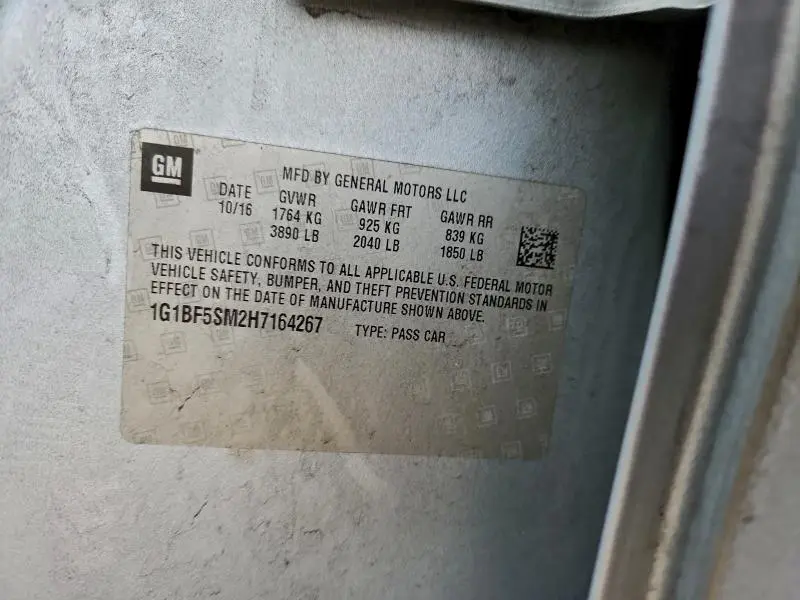 GM
MFD BY GENERAL MOTORS LLC
DATE GVWR GAWR FRT GAWR RR
10/16 1764 KG 925 KG 839 KG
3890 LB 2040 LB 1850 LB
THIS VEHICLE CONFORMS TO ALL APPLICABLE U.S. FEDERAL MOTOR
VEHICLE SAFETY, BUMPER, AND THEFT PREVENTION STANDARDS IN
EFFECT ON THE DATE OF MANUFACTURE SHOWN ABOVE.
1G1BF5SM2H7164267 TYPE: PASS CAR